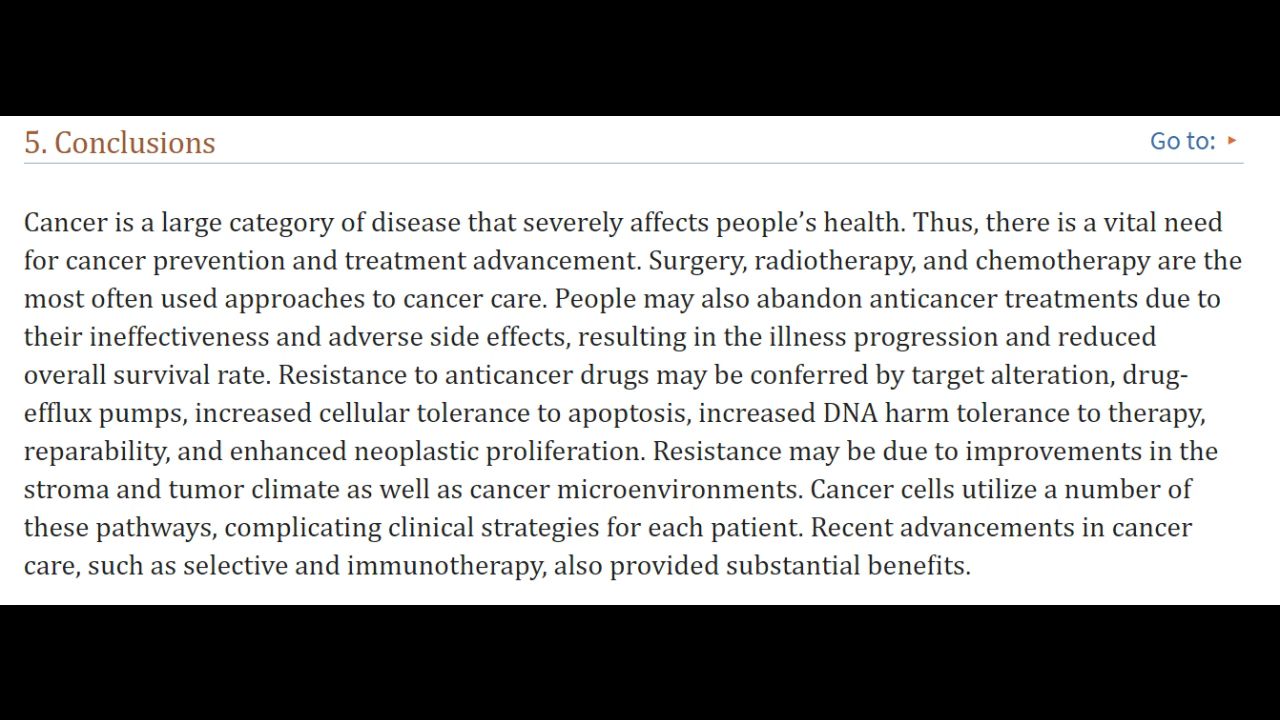 5. Conclusions
Go to: ▸
Cancer is a large category of disease that severely affects people’s health. Thus, there is a vital need
for cancer prevention and treatment advancement. Surgery, radiotherapy, and chemotherapy are the
most often used approaches to cancer care. People may also abandon anticancer treatments due to
their ineffectiveness and adverse side effects, resulting in the illness progression and reduced
overall survival rate. Resistance to anticancer drugs may be conferred by target alteration, drug-
efflux pumps, increased cellular tolerance to apoptosis, increased DNA harm tolerance to therapy,
reparability, and enhanced neoplastic proliferation. Resistance may be due to improvements in the
stroma and tumor climate as well as cancer microenvironments. Cancer cells utilize a number of
these pathways, complicating clinical strategies for each patient. Recent advancements in cancer
care, such as selective and immunotherapy, also provided substantial benefits.